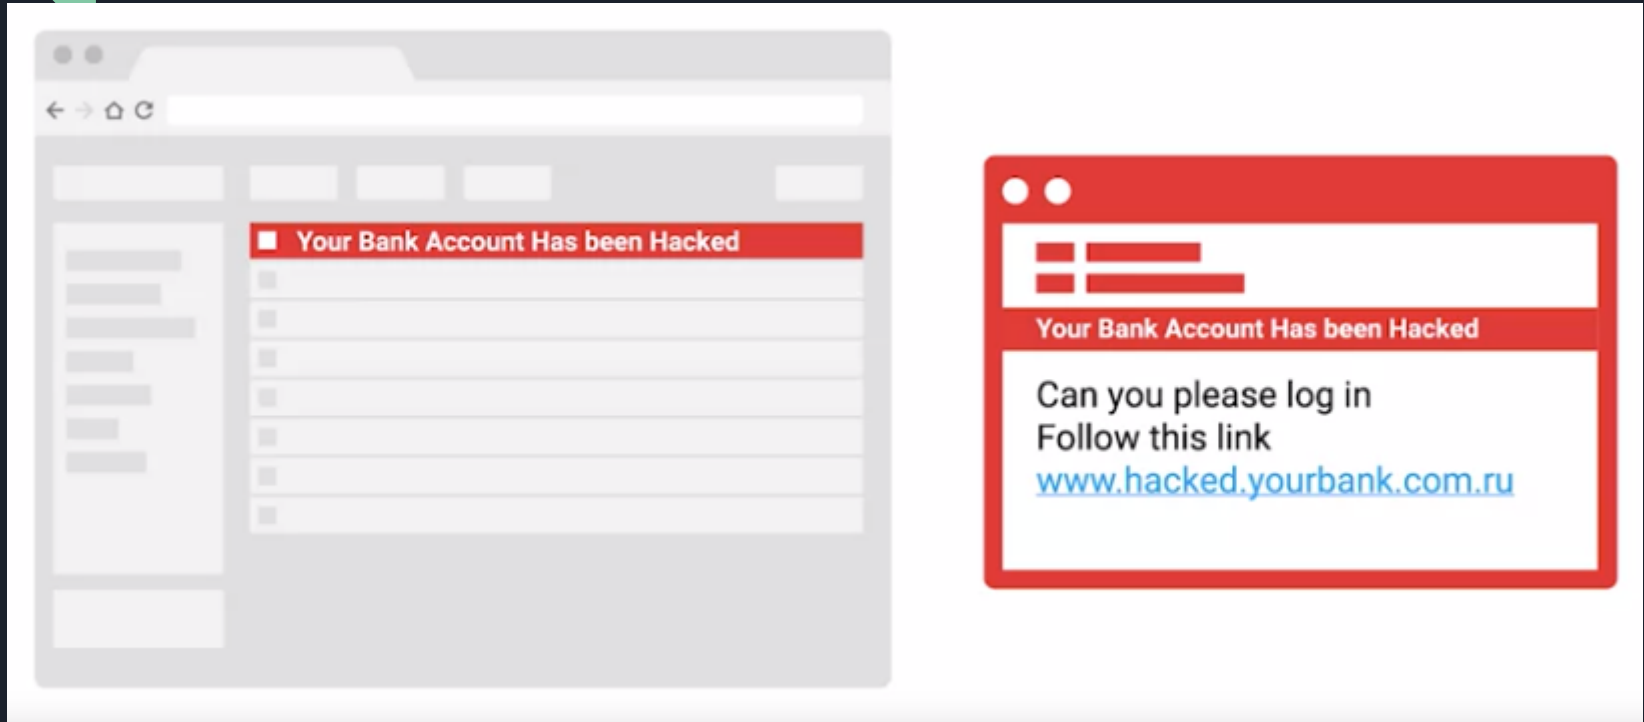 Your Bank Account Has been Hacked
Your Bank Account Has been Hacked
Can you please log in
Follow this link
www.hacked.yourbank.com.ru